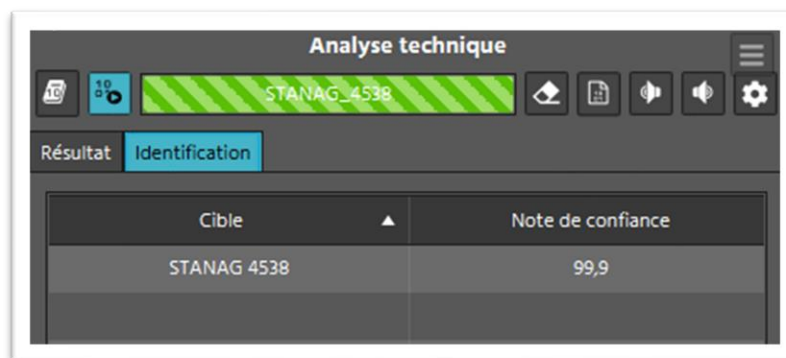 Analyse technique
STANAG_4538
Résultat Identification
Cible Note de confiance
STANAG 4538 99,9